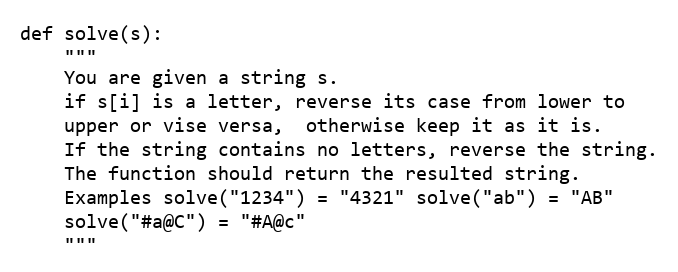 def solve(s):
    """
    You are given a string s.
    if s[i] is a letter, reverse its case from lower to
    upper or vise versa,  otherwise keep it as it is.
    If the string contains no letters, reverse the string.
    The function should return the resulted string.
    Examples solve("1234") = "4321" solve("ab") = "AB"
    solve("#a@C") = "#A@c"
    """